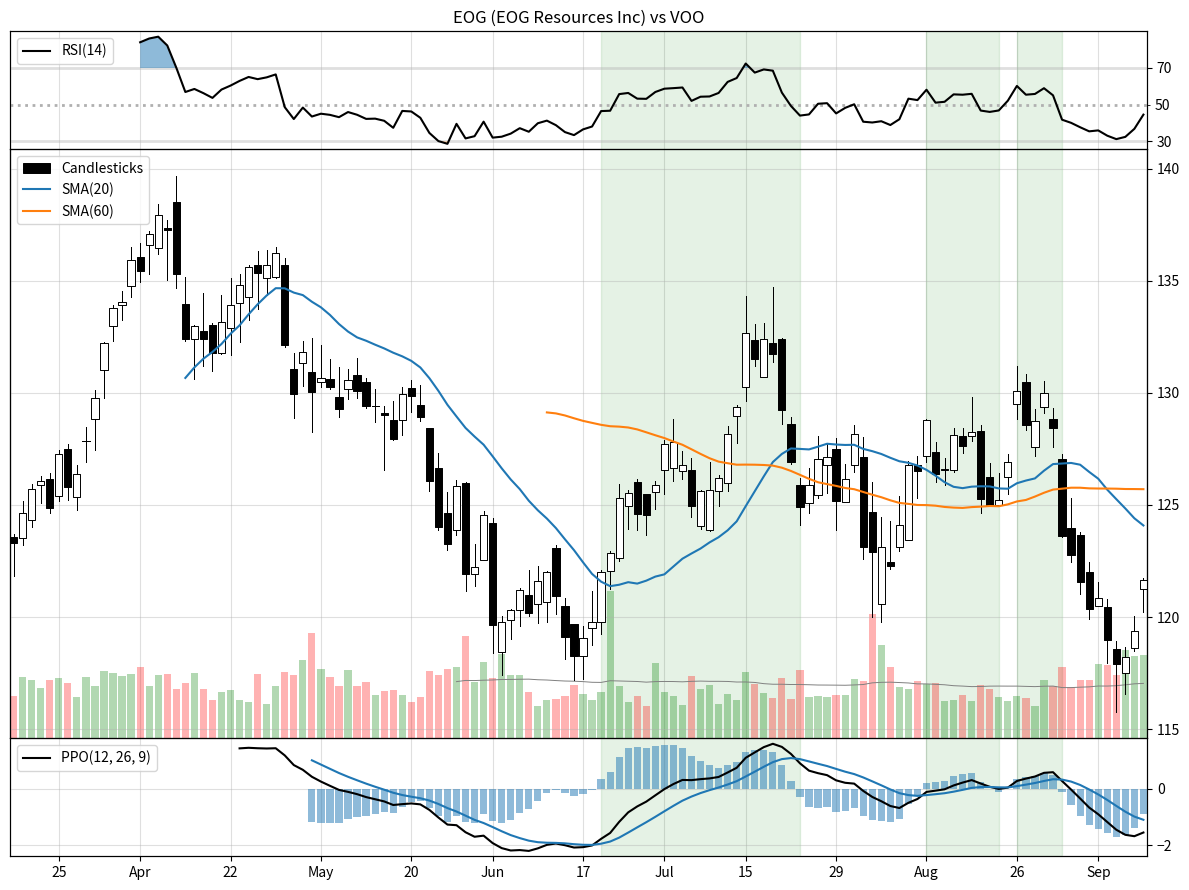 EOG (EOG Resources Inc) vs VOO
RSI(14)
70
50
30
Candlesticks
SMA(20)
SMA(60)
140
135
130
125
120
115
PPO(12, 26, 9)
0
−2
25 Apr 22 May 20 Jun 17 Jul 15 29 Aug 26 Sep